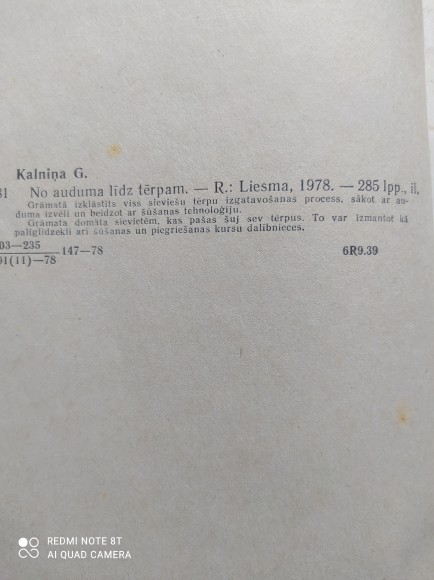 Kalniņa G.
31 No auduma līdz tērpam. — R.: Liesma, 1978. — 285 lpp., il.
Grāmatā izklāstīts viss sieviešu tērpu izgatavošanas process, sākot ar au-
duma izvēli un beidzot ar šūšanas tehnoloģiju.
Grāmata domāta sievietēm, kas pašas šuj sev tērpus. To var izmantot kā
palīglīdzekli arī šūšanas un piegriešanas kursu dalībnieces.
03—235
91(11)—78
147—78
6R9.39
REDMI NOTE 8T
AI QUAD CAMERA